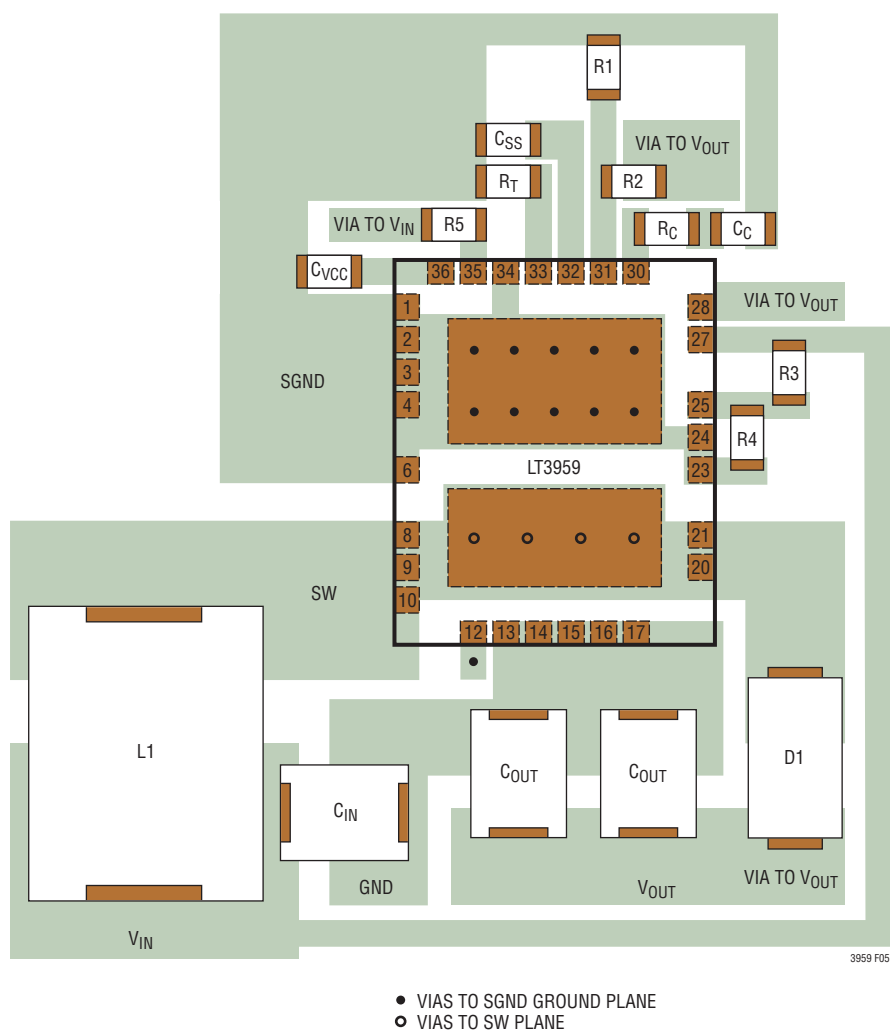 R1
CSS
VIA TO VOUT
RT
R2
VIA TO VIN
R5
RC
CC
CVCC
36 35 34 33 32 31 30
1
28
VIA TO VOUT
2
27
3
R3
SGND
4
25
R4
24
6
LT3959
23
8
21
9
20
SW
10
12 13 14 15 16 17
L1
D1
COUT
COUT
CIN
GND
VOUT
VIA TO VOUT
VIN
3959 F05
VIAS TO SGND GROUND PLANE
VIAS TO SW PLANE